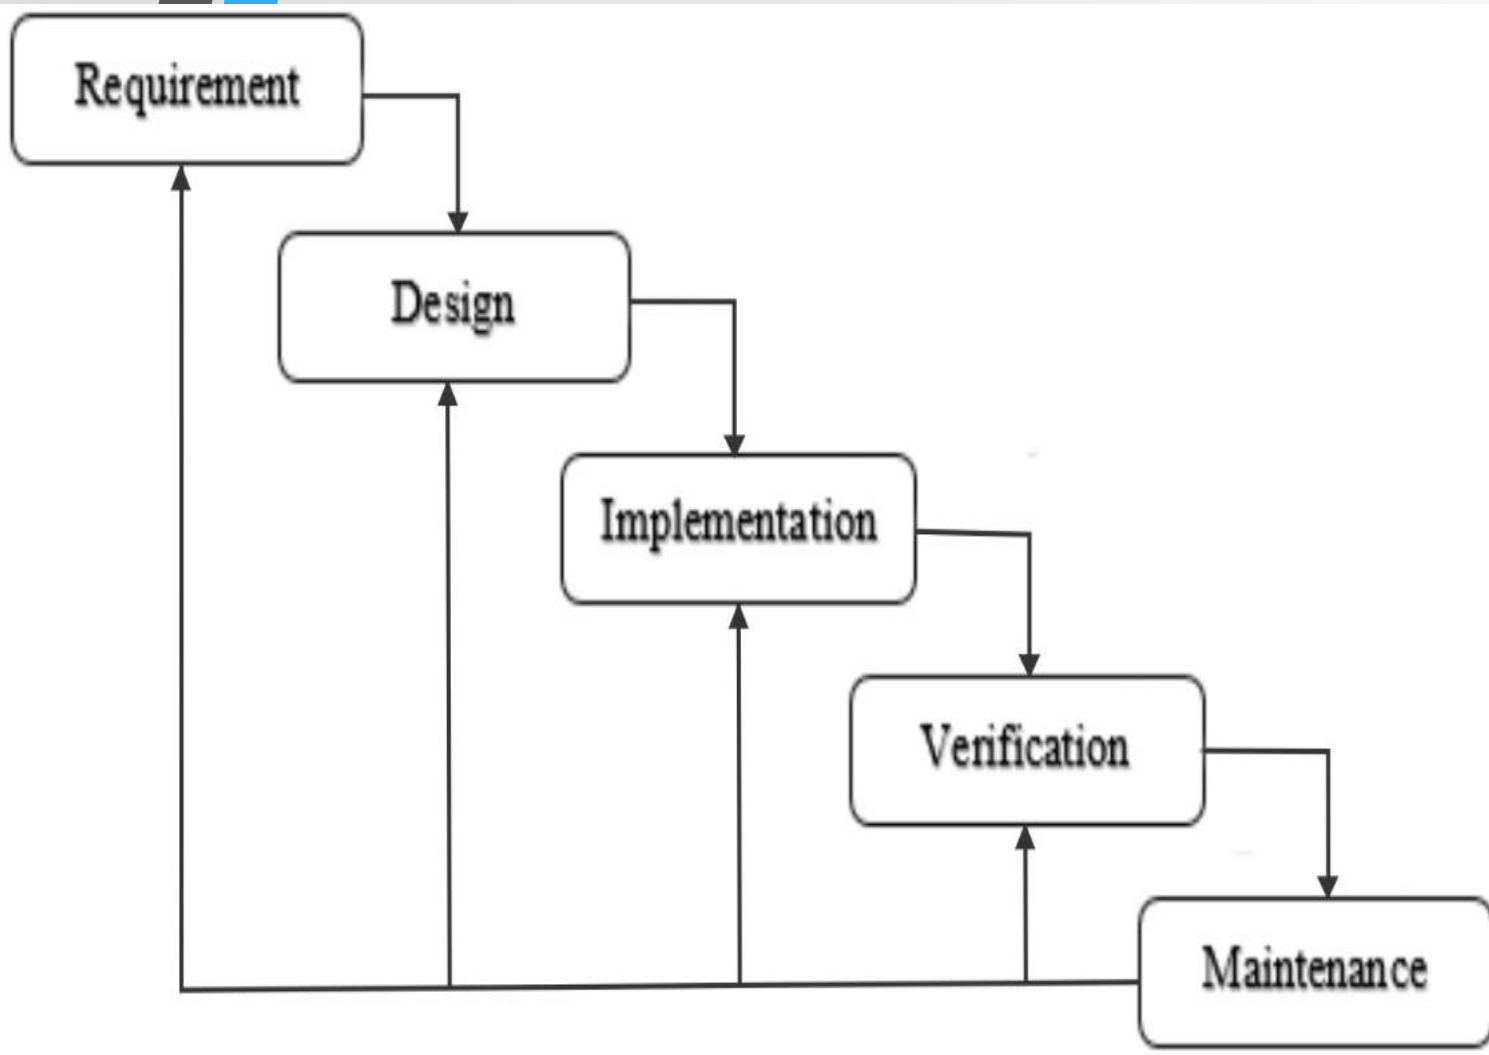 Requirement
Design
Implementation
Verification
Maintenance